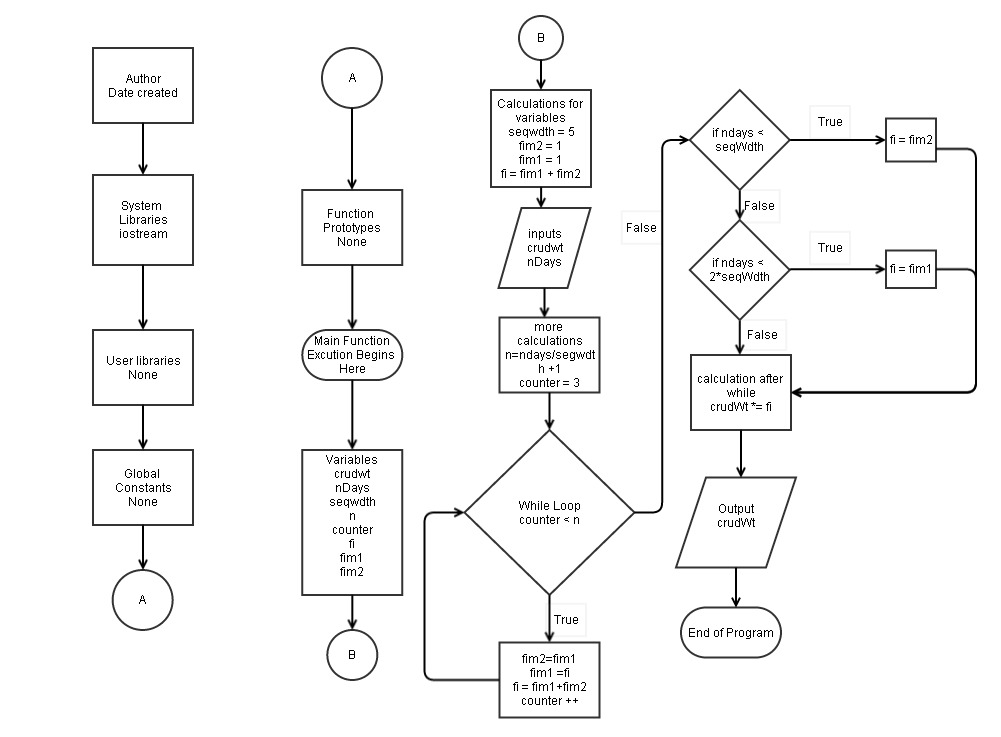 Author
Date created
System
Libraries
iostream
User libraries
None
Global
Constants
None
A
A
Function
Prototypes
None
Main Function
Excution Begins
Here
Variables
crudwt
nDays
seqwdth
n
counter
fi
fim1
fim2
B
B
Calculations for
variables
seqwdth = 5
fim2 = 1
fim1 = 1
fi = fim1 + fim2
inputs
crudwt
nDays
more
calculations
n=ndays/segwdt
h +1
counter = 3
While Loop
counter < n
True
fim2=fim1
fim1 =fi
fi = fim1+fim2
counter ++
False
if ndays <
seqWdth
True
fi = fim2
False
if ndays <
2*seqWdth
True
fi = fim1
False
calculation after
while
crudWt *= fi
Output
crudWt
End of Program